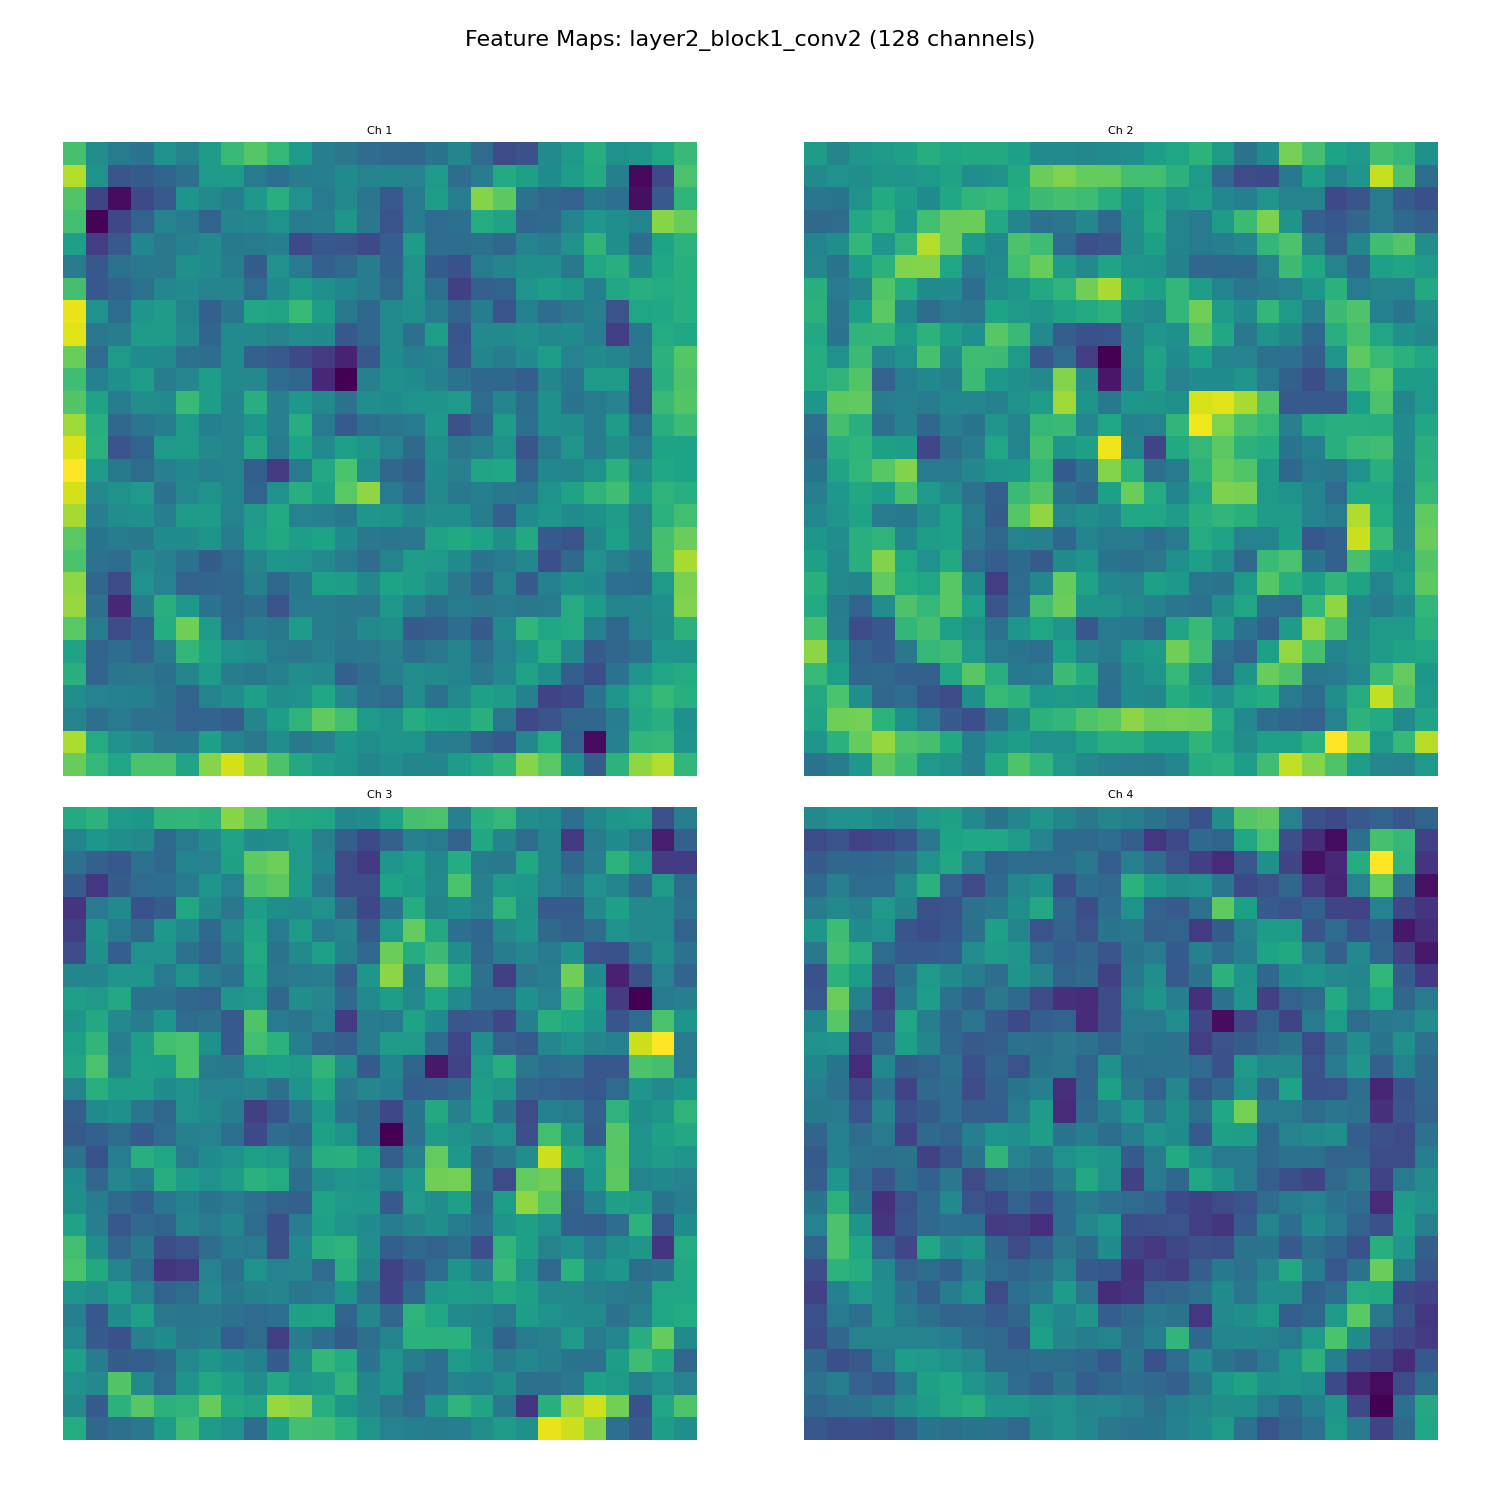 Feature Maps: layer2_block1_conv2 (128 channels)
Ch 1
Ch 2
Ch 3
Ch 4